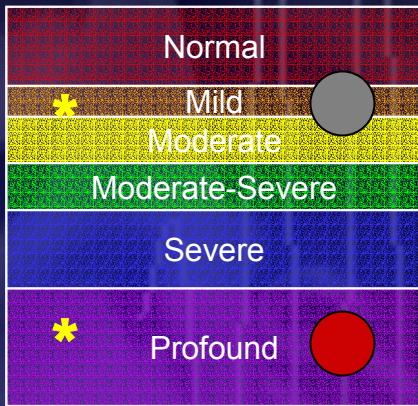 Normal
*
Mild
Moderate
Moderate-Severe
Severe
*
Profound